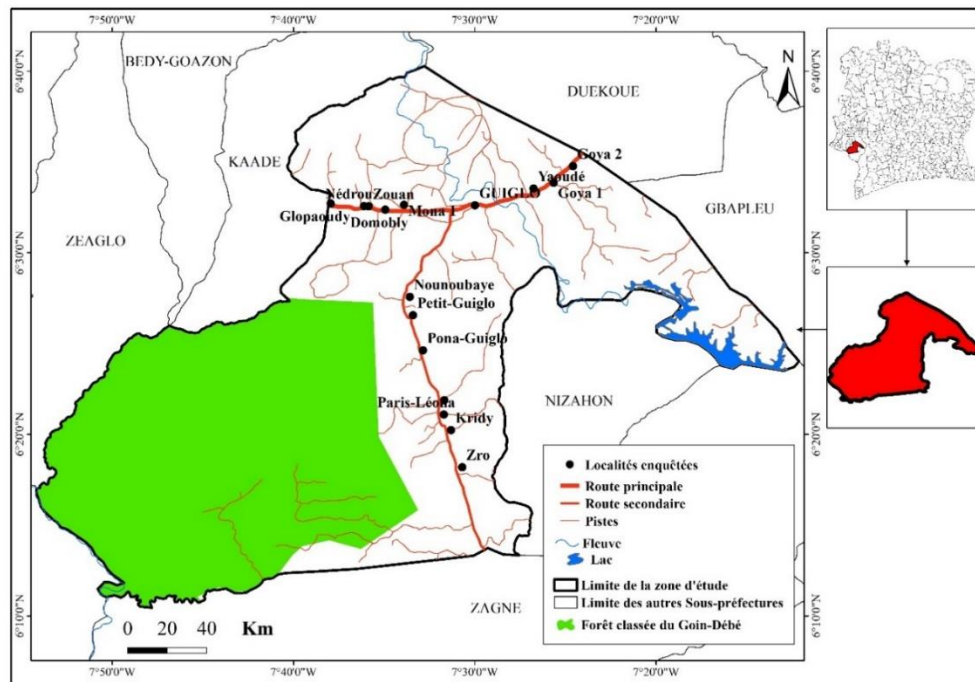 7°50'0"W
7°40'0"W
7°30'0"W
7°20'0"W
6°40'0"N
6°40'0"N
BEDY-GOAZON
N
DUEKOUE
KAADE
Goya 2
Yaoudé
NédrouZouan
GUIGLO
Goya 1
Glopaoudy
Domobly
Mona 1
GBAPLEU
ZEAGLO
6°30'0"N
6°30'0"N
Nounoubaye
Petit-Guiglo
Pona-Guiglo
NIZAHON
Paris-Léona
Kridy
6°20'0"N
6°20'0"N
Zro
Localités enquêtées
Route principale
Route secondaire
Pistes
Fleuve
Lac
Limite de la zone d'étude
Limite des autres Sous-préfectures
Forêt classée du Goin-Débé
ZAGNE
6°10'0"N
6°10'0"N
0 20 40 Km
7°50'0"W
7°40'0"W
7°30'0"W
7°20'0"W